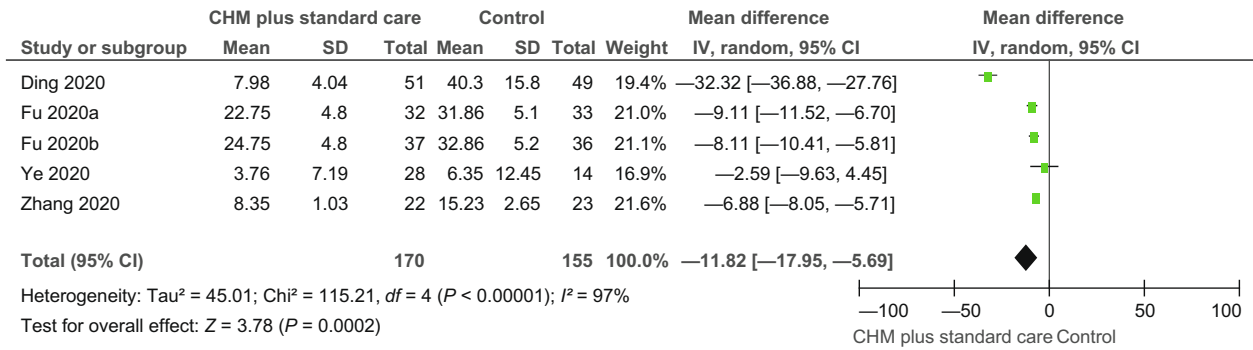 CHM plus standard care Control Mean difference Mean difference
Study or subgroup Mean SD Total Mean SD Total Weight IV, random, 95% CI IV, random, 95% CI
Ding 2020 7.98 4.04 51 40.3 15.8 49 19.4% —32.32 [—36.88, —27.76]
Fu 2020a 22.75 4.8 32 31.86 5.1 33 21.0% —9.11 [—11.52, —6.70]
Fu 2020b 24.75 4.8 37 32.86 5.2 36 21.1% —8.11 [—10.41, —5.81]
Ye 2020 3.76 7.19 28 6.35 12.45 14 16.9% —2.59 [—9.63, 4.45]
Zhang 2020 8.35 1.03 22 15.23 2.65 23 21.6% —6.88 [—8.05, —5.71]
Total (95% CI) 170 155 100.0% —11.82 [—17.95, —5.69]
Heterogeneity: Tau² = 45.01; Chi² = 115.21, df = 4 (P < 0.00001); I² = 97%
Test for overall effect: Z = 3.78 (P = 0.0002)
—100 —50 0 50 100
CHM plus standard care Control